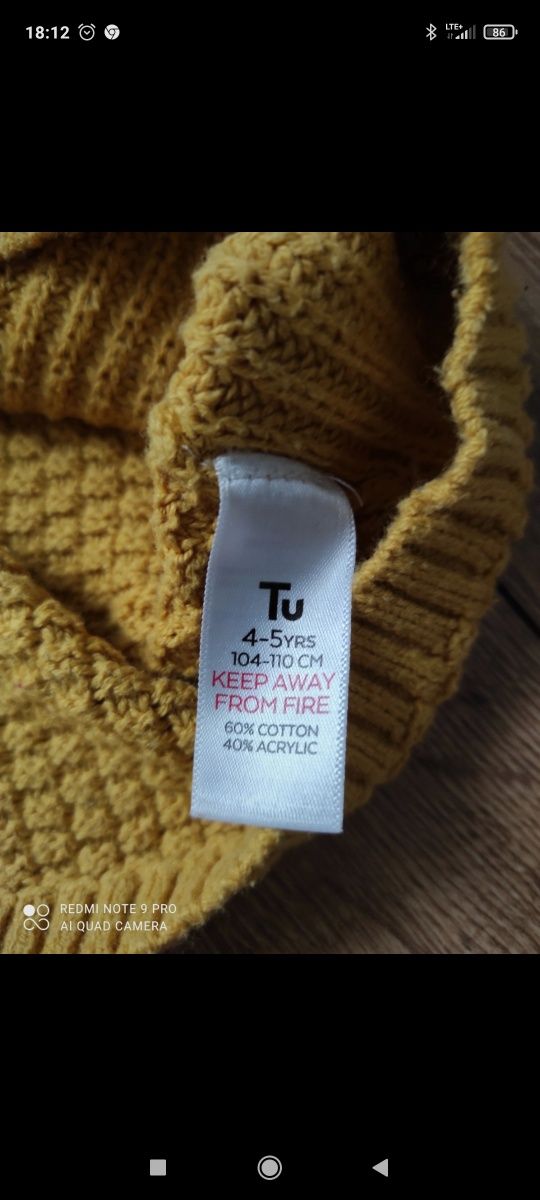 18:12
LTE+
86
Tu
4-5YRS
104-110 CM
KEEP AWAY
FROM FIRE
60% COTTON
40% ACRYLIC
REDMI NOTE 9 PRO
AI QUAD CAMERA